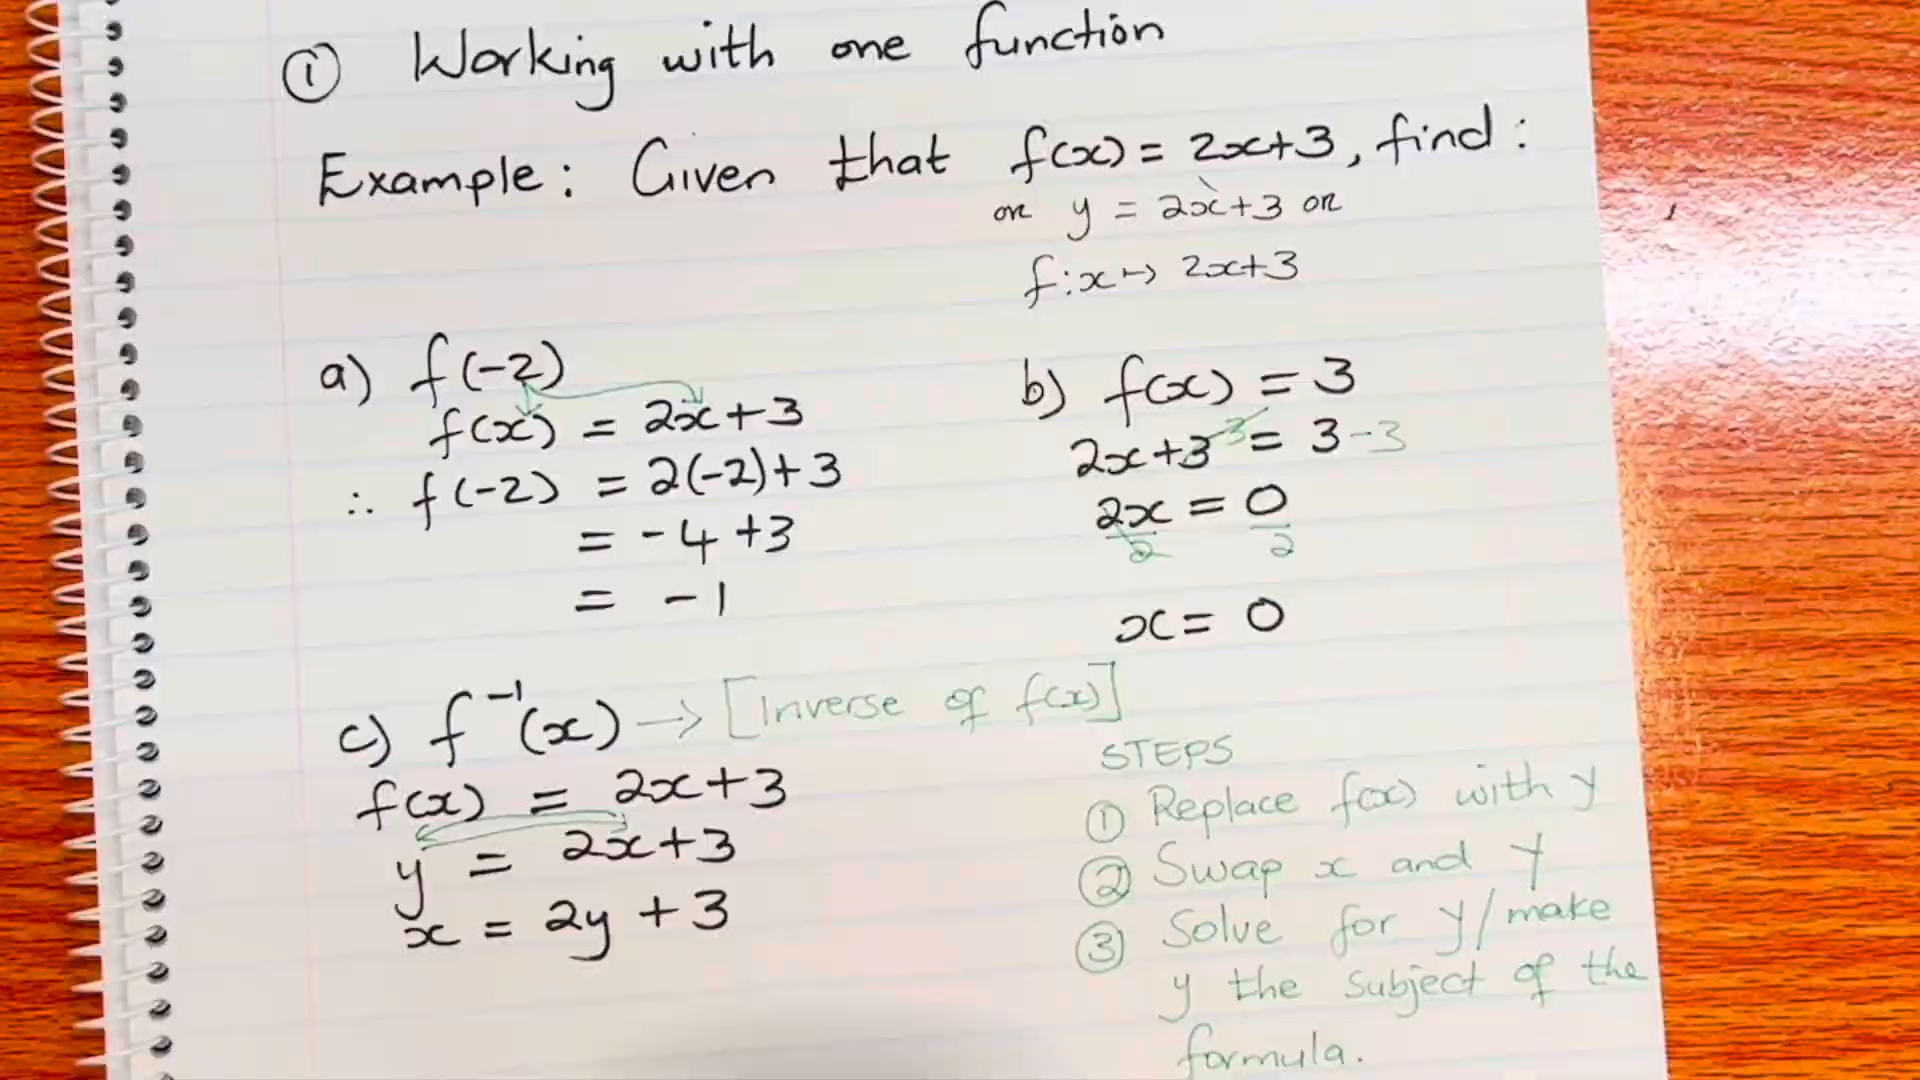 ① Working with one function
Example: Given that f(x) = 2x+3, find:
or y = 2x+3 or
f:x↦ 2x+3
a) f(-2)
f(x) = 2x+3
∴ f(-2) = 2(-2)+3
= -4 +3
= -1
b) f(x) = 3
2x+3-3 = 3-3
2x/2 = 0/2
x = 0
c) f⁻¹(x) → [Inverse of f(x)]
f(x) = 2x+3
y = 2x+3
x = 2y +3
STEPS
① Replace f(x) with y
② Swap x and y
③ Solve for y/make
y the subject of the
formula.